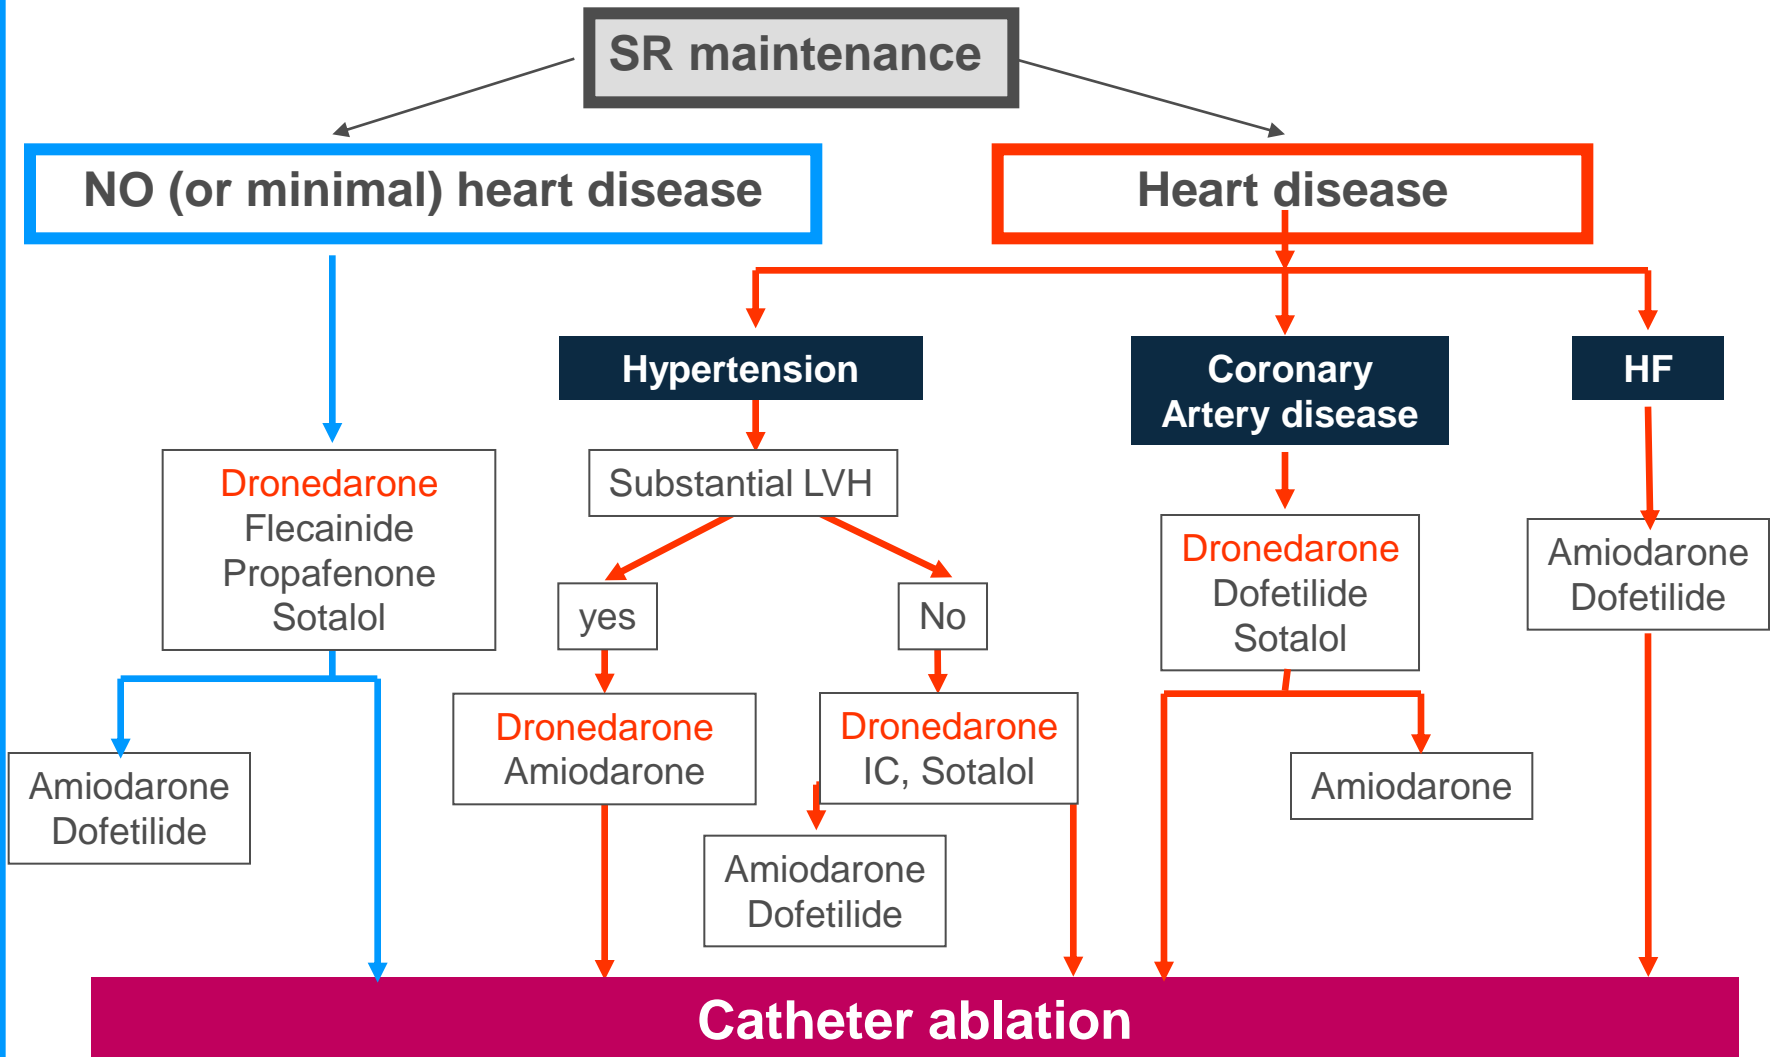 SR maintenance
NO (or minimal) heart disease
Heart disease
Hypertension
Coronary
Artery disease
HF
Substantial LVH
Dronedarone
Flecainide
Propafenone
Sotalol
Dronedarone
Dofetilide
Sotalol
Amiodarone
Dofetilide
yes
No
Dronedarone
Amiodarone
Dronedarone
IC, Sotalol
Amiodarone
Dofetilide
Amiodarone
Amiodarone
Dofetilide
Catheter ablation